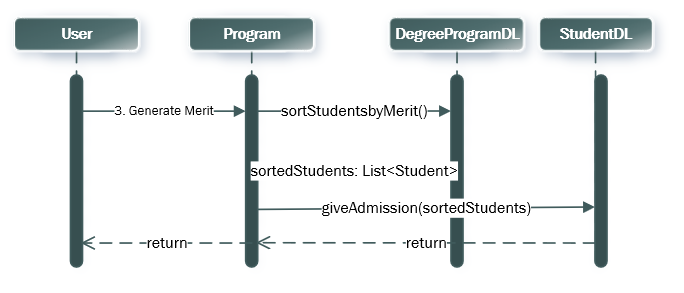 User
Program
DegreeProgramDL
StudentDL
3. Generate Merit
sortStudentsbyMerit()
sortedStudents: List<Student>
giveAdmission(sortedStudents)
return
return